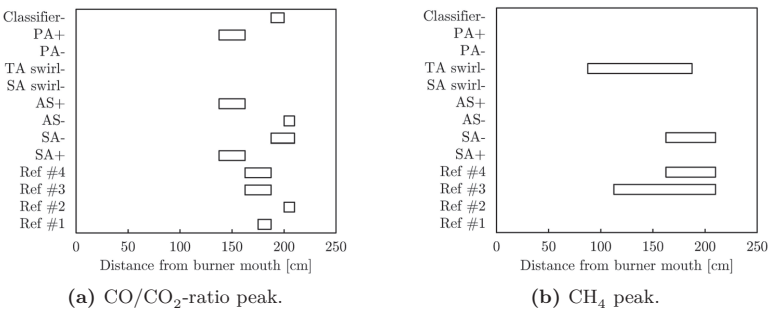 Classifier-
PA+
PA-
TA swirl-
SA swirl-
AS+
AS-
SA-
SA+
Ref #4
Ref #3
Ref #2
Ref #1
0 50 100 150 200 250
Distance from burner mouth [cm]
(a) CO/CO₂-ratio peak.
Classifier-
PA+
PA-
TA swirl-
SA swirl-
AS+
AS-
SA-
SA+
Ref #4
Ref #3
Ref #2
Ref #1
0 50 100 150 200 250
Distance from burner mouth [cm]
(b) CH₄ peak.